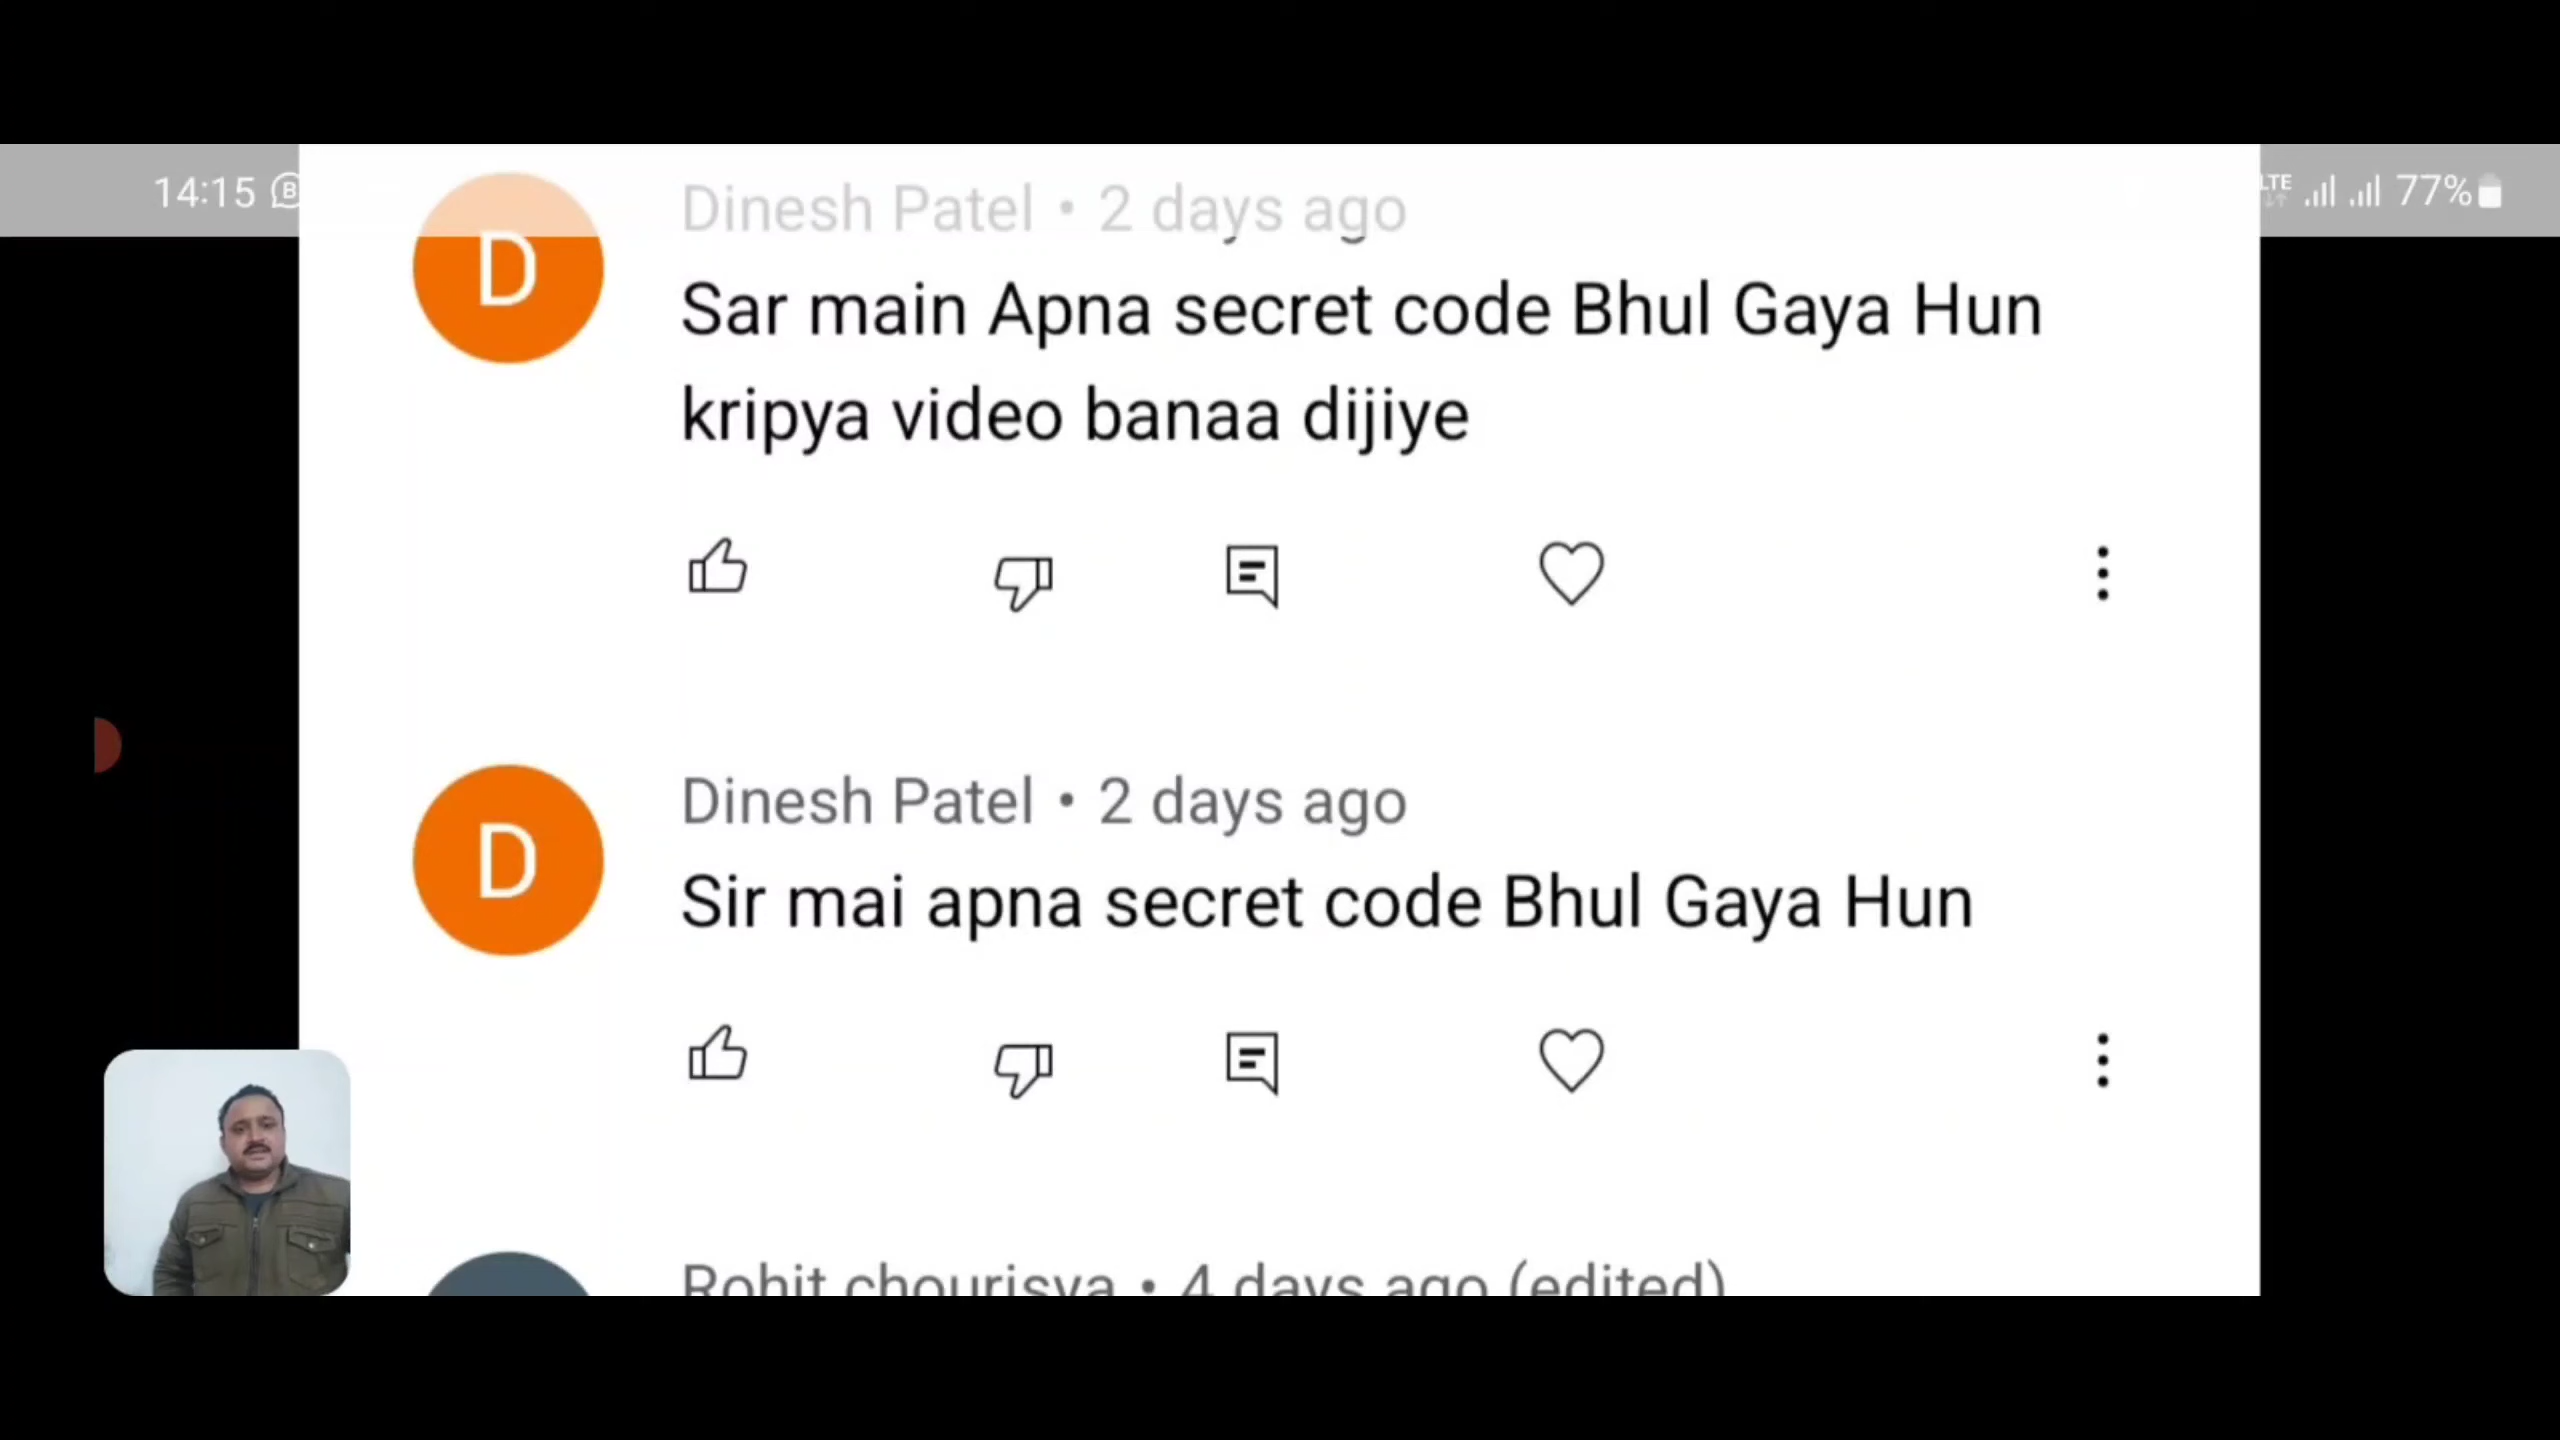 14:15
LTE 77%
D
Dinesh Patel • 2 days ago
Sar main Apna secret code Bhul Gaya Hun
kripya video banaa dijiye
D
Dinesh Patel • 2 days ago
Sir mai apna secret code Bhul Gaya Hun
Rohit chourisya • 4 days ago (edited)